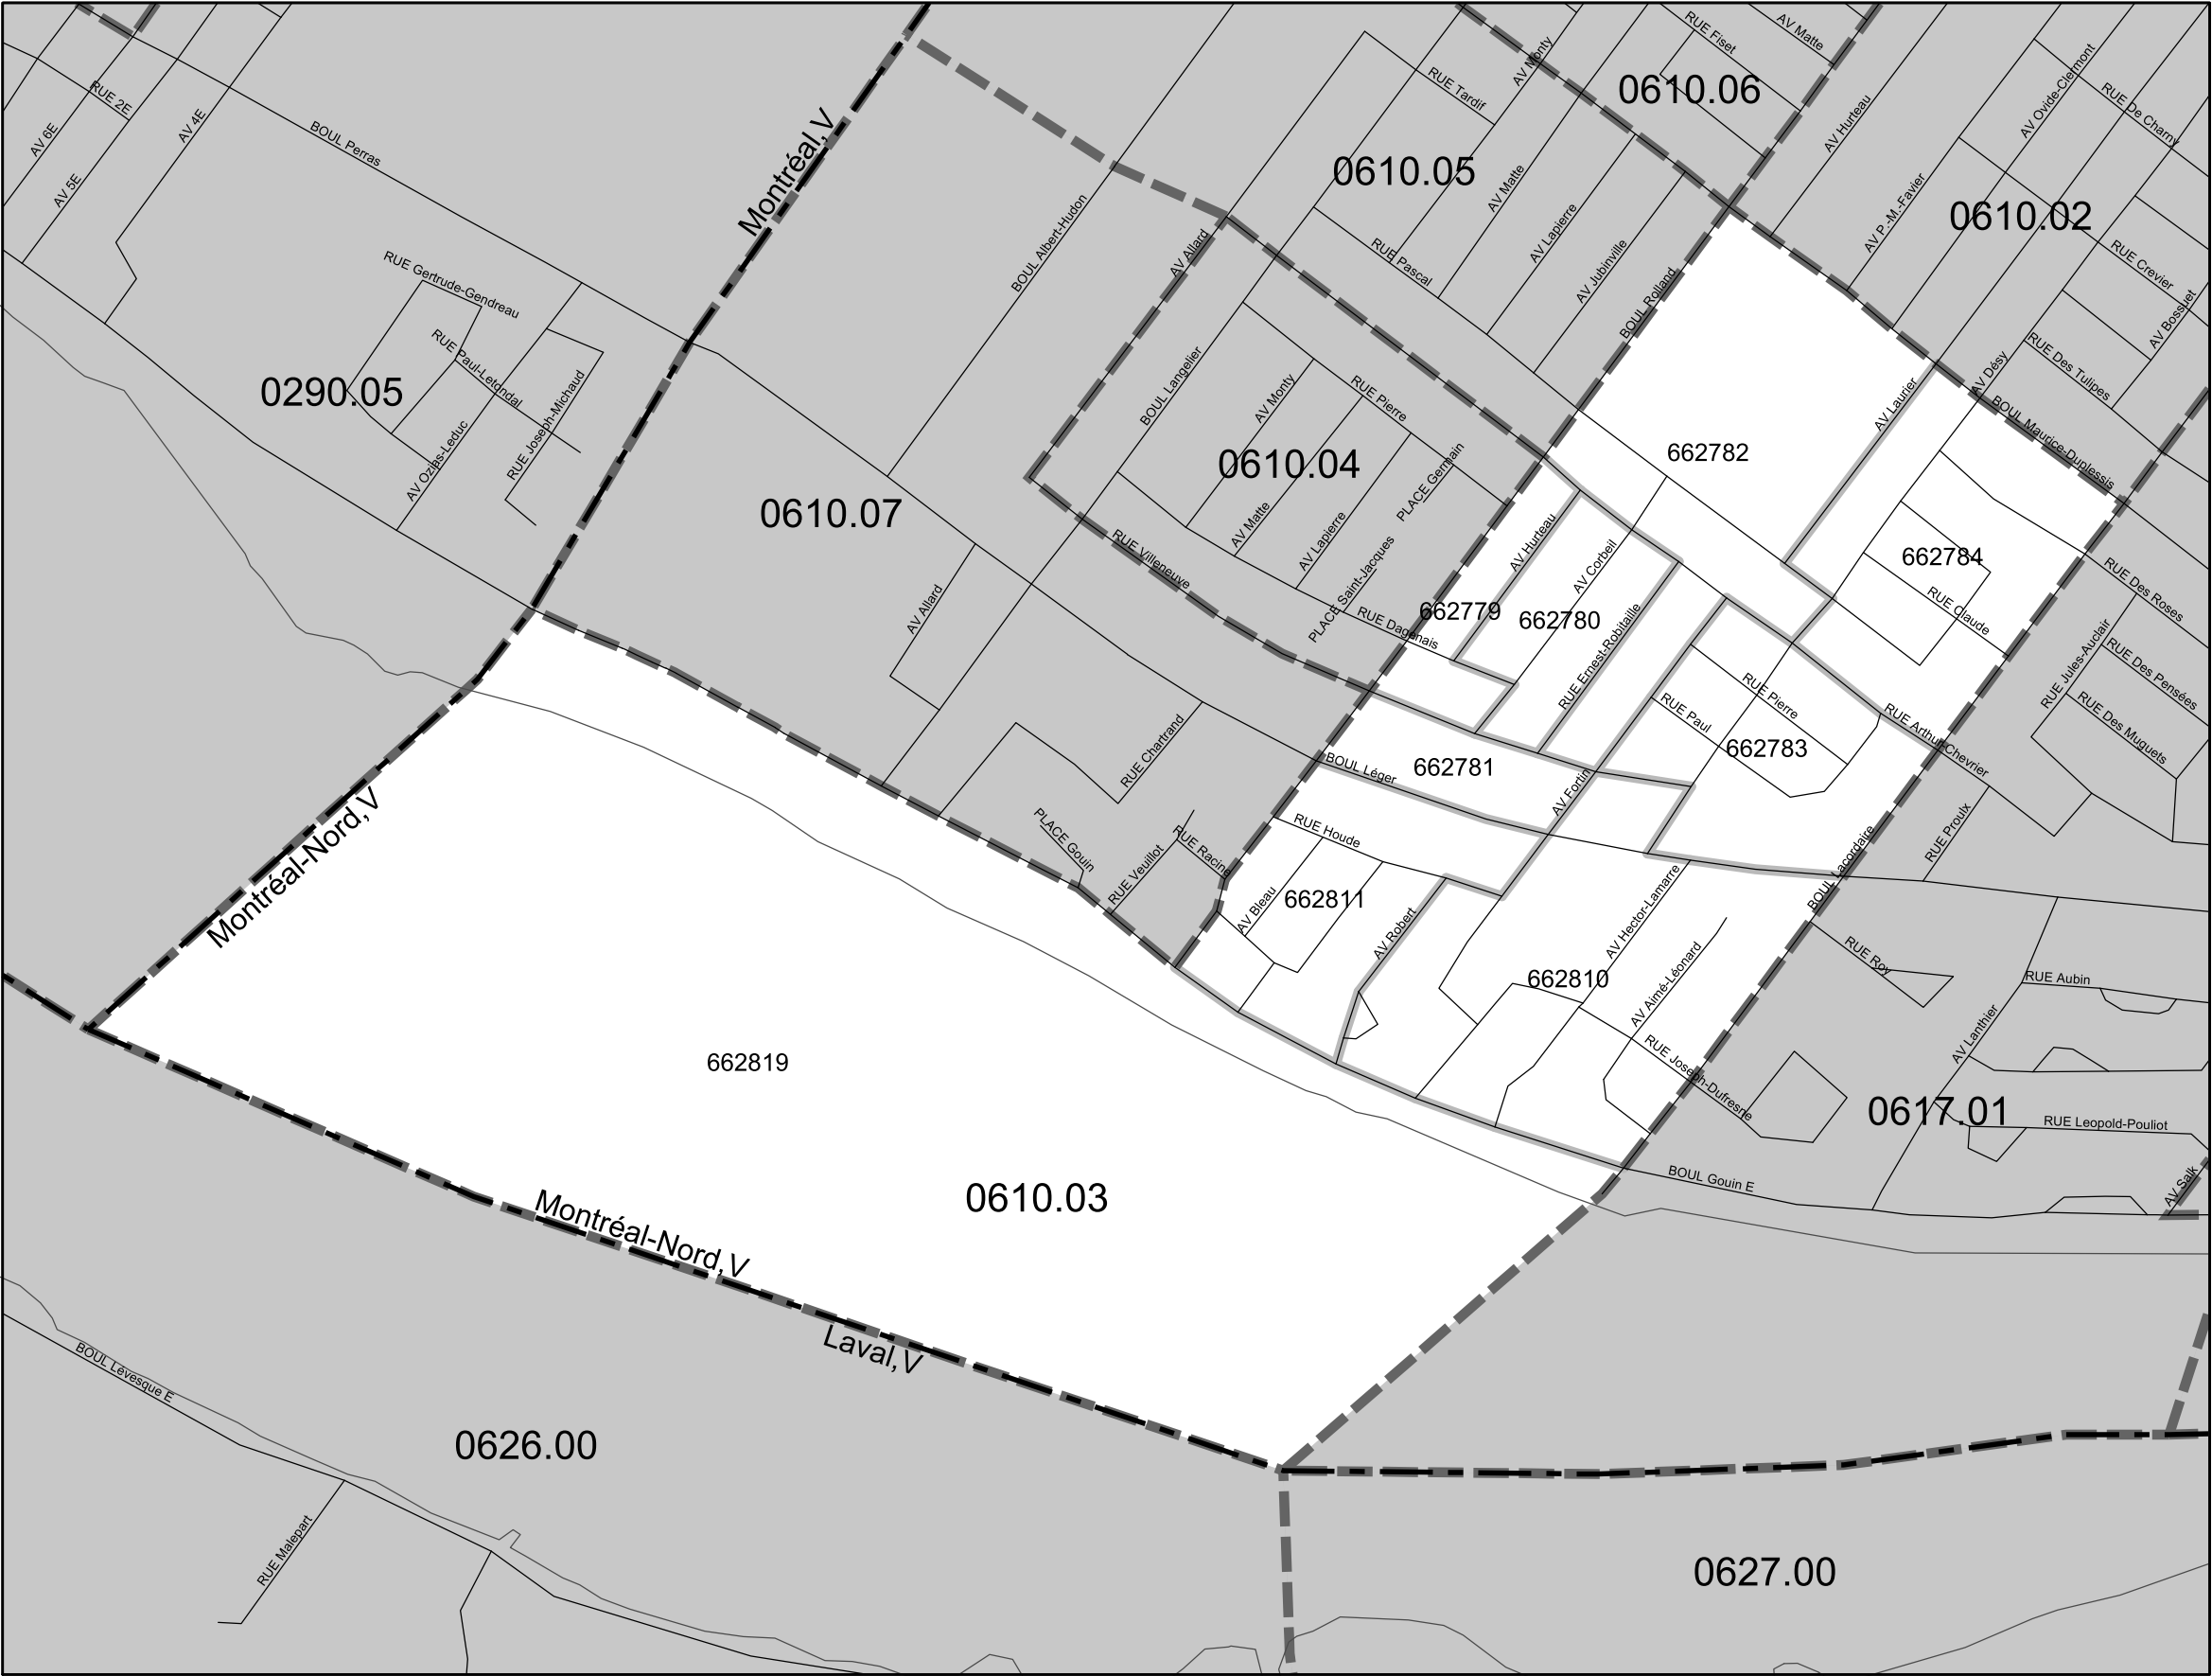 RUE Fiset
AV Matte
AV Monty
RUE Tardif
0610.06
RUE 2E
AV 6E
AV 4E
AV 5E
BOUL Perras
Montréal,V
AV Hurteau
AV Ovide-Clermont
RUE De Charny
0610.05
AV Matte
AV Lapierre
AV Jubinville
RUE Pascal
AV P.-M.-Favier
0610.02
RUE Crevier
AV Bossuet
BOUL Albert-Hudon
AV Allard
BOUL Rolland
RUE Gertrude-Gendreau
RUE Paul-Letondal
RUE Joseph-Michaud
AV Ozias-Leduc
0290.05
BOUL Langelier
AV Monty
RUE Pierre
0610.04
PLACE Germain
AV Matte
AV Lapierre
PLACE Saint-Jacques
RUE Dagenais
RUE Villeneuve
0610.07
AV Laurier
AV Désy
RUE Des Tulipes
BOUL Maurice-Duplessis
662782
662784
RUE Claude
RUE Des Roses
AV Hurteau
AV Corbeil
662779
662780
RUE Ernest-Robitaille
AV Allard
RUE Jules-Auclair
RUE Des Pensées
RUE Des Muguets
RUE Pierre
RUE Paul
662783
RUE Arthur-Chevrier
RUE Chartrand
BOUL Léger
662781
AV Fortin
Montréal-Nord,V
PLACE Gouin
RUE Veuillot
RUE Racine
RUE Houde
AV Bleau
662811
AV Robert
AV Hector-Lamarre
BOUL Lacordaire
RUE Proulx
662810
AV Aimé-Léonard
RUE Roy
RUE Aubin
AV Lanthier
RUE Joseph-Dufresne
662819
0617.01
RUE Leopold-Pouliot
BOUL Gouin E
AV Salk
0610.03
Montréal-Nord,V
Laval,V
BOUL Lévesque E
0626.00
RUE Malepart
0627.00